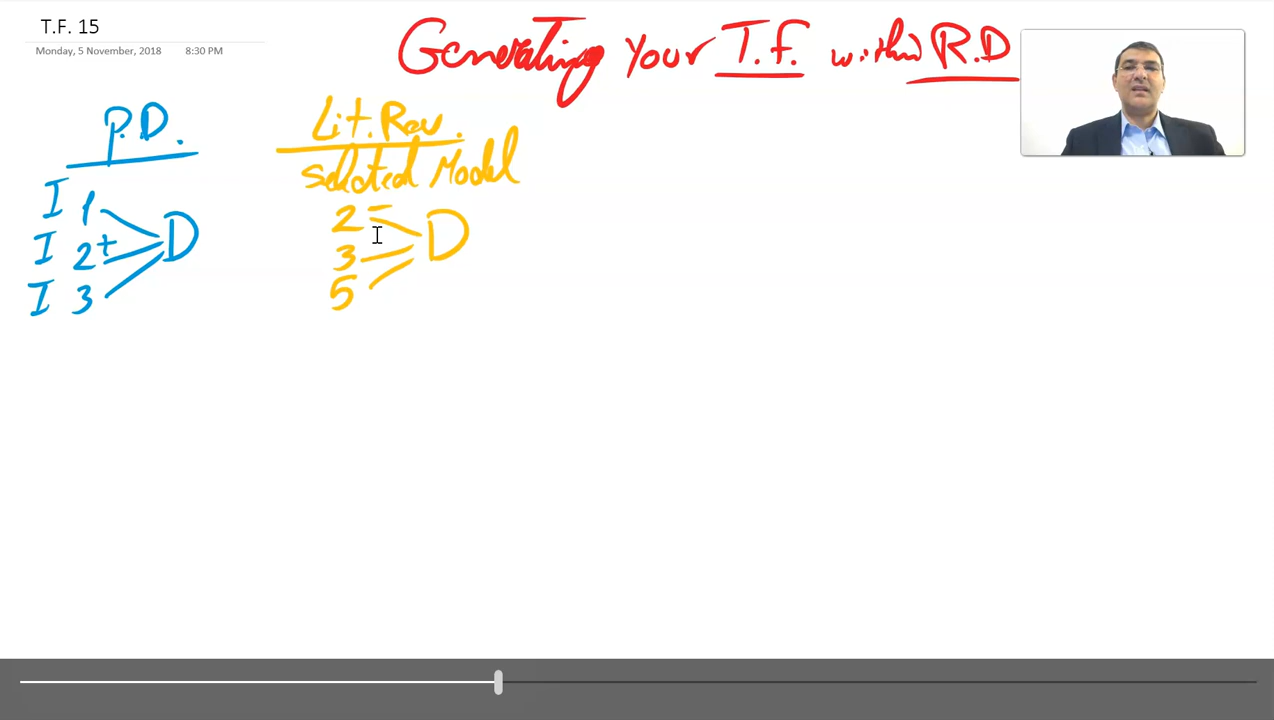 T.F. 15
Monday, 5 November, 2018 8:30 PM
Generating your T.F. within R.D
P.D.
I 1
I 2+ D
I 3
Lit. Rev.
Selected Model
2 -
3 D
5